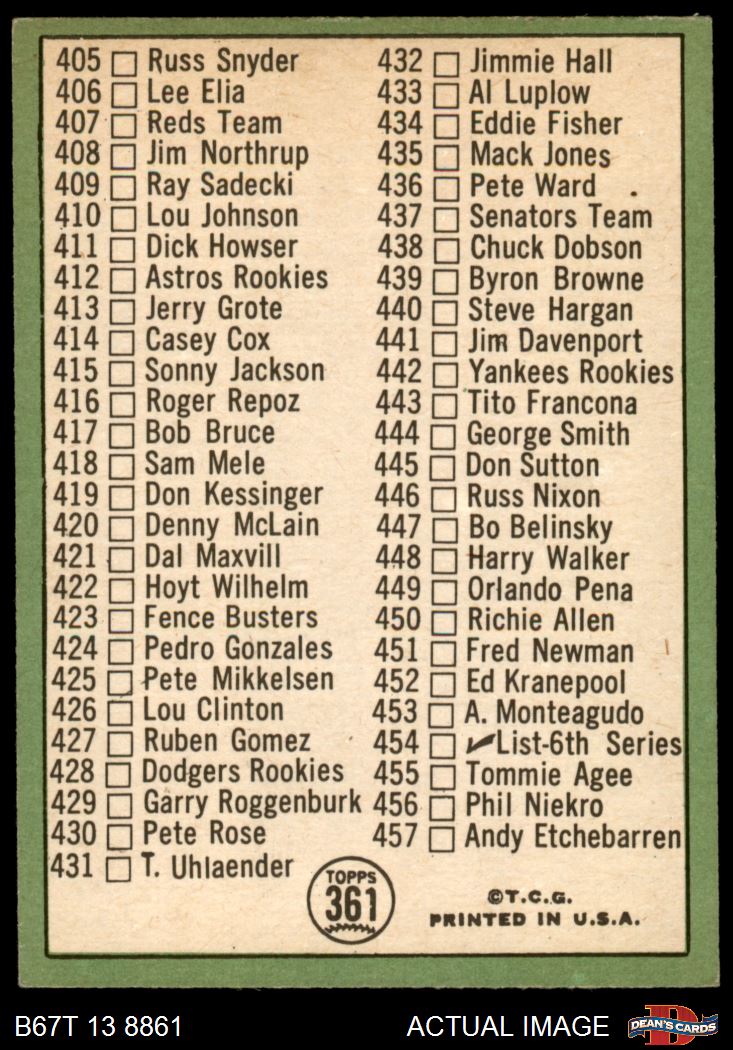 405 Russ Snyder
406 Lee Elia
407 Reds Team
408 Jim Northrup
409 Ray Sadecki
410 Lou Johnson
411 Dick Howser
412 Astros Rookies
413 Jerry Grote
414 Casey Cox
415 Sonny Jackson
416 Roger Repoz
417 Bob Bruce
418 Sam Mele
419 Don Kessinger
420 Denny McLain
421 Dal Maxvill
422 Hoyt Wilhelm
423 Fence Busters
424 Pedro Gonzales
425 Pete Mikkelsen
426 Lou Clinton
427 Ruben Gomez
428 Dodgers Rookies
429 Garry Roggenburk
430 Pete Rose
431 T. Uhlaender
432 Jimmie Hall
433 Al Luplow
434 Eddie Fisher
435 Mack Jones
436 Pete Ward
437 Senators Team
438 Chuck Dobson
439 Byron Browne
440 Steve Hargan
441 Jim Davenport
442 Yankees Rookies
443 Tito Francona
444 George Smith
445 Don Sutton
446 Russ Nixon
447 Bo Belinsky
448 Harry Walker
449 Orlando Pena
450 Richie Allen
451 Fred Newman
452 Ed Kranepool
453 A. Monteagudo
454 ✓List-6th Series
455 Tommie Agee
456 Phil Niekro
457 Andy Etchebarren
TOPPS
361
©T.C.G.
PRINTED IN U.S.A.
B67T 13 8861
ACTUAL IMAGE
D
DEAN'S CARDS